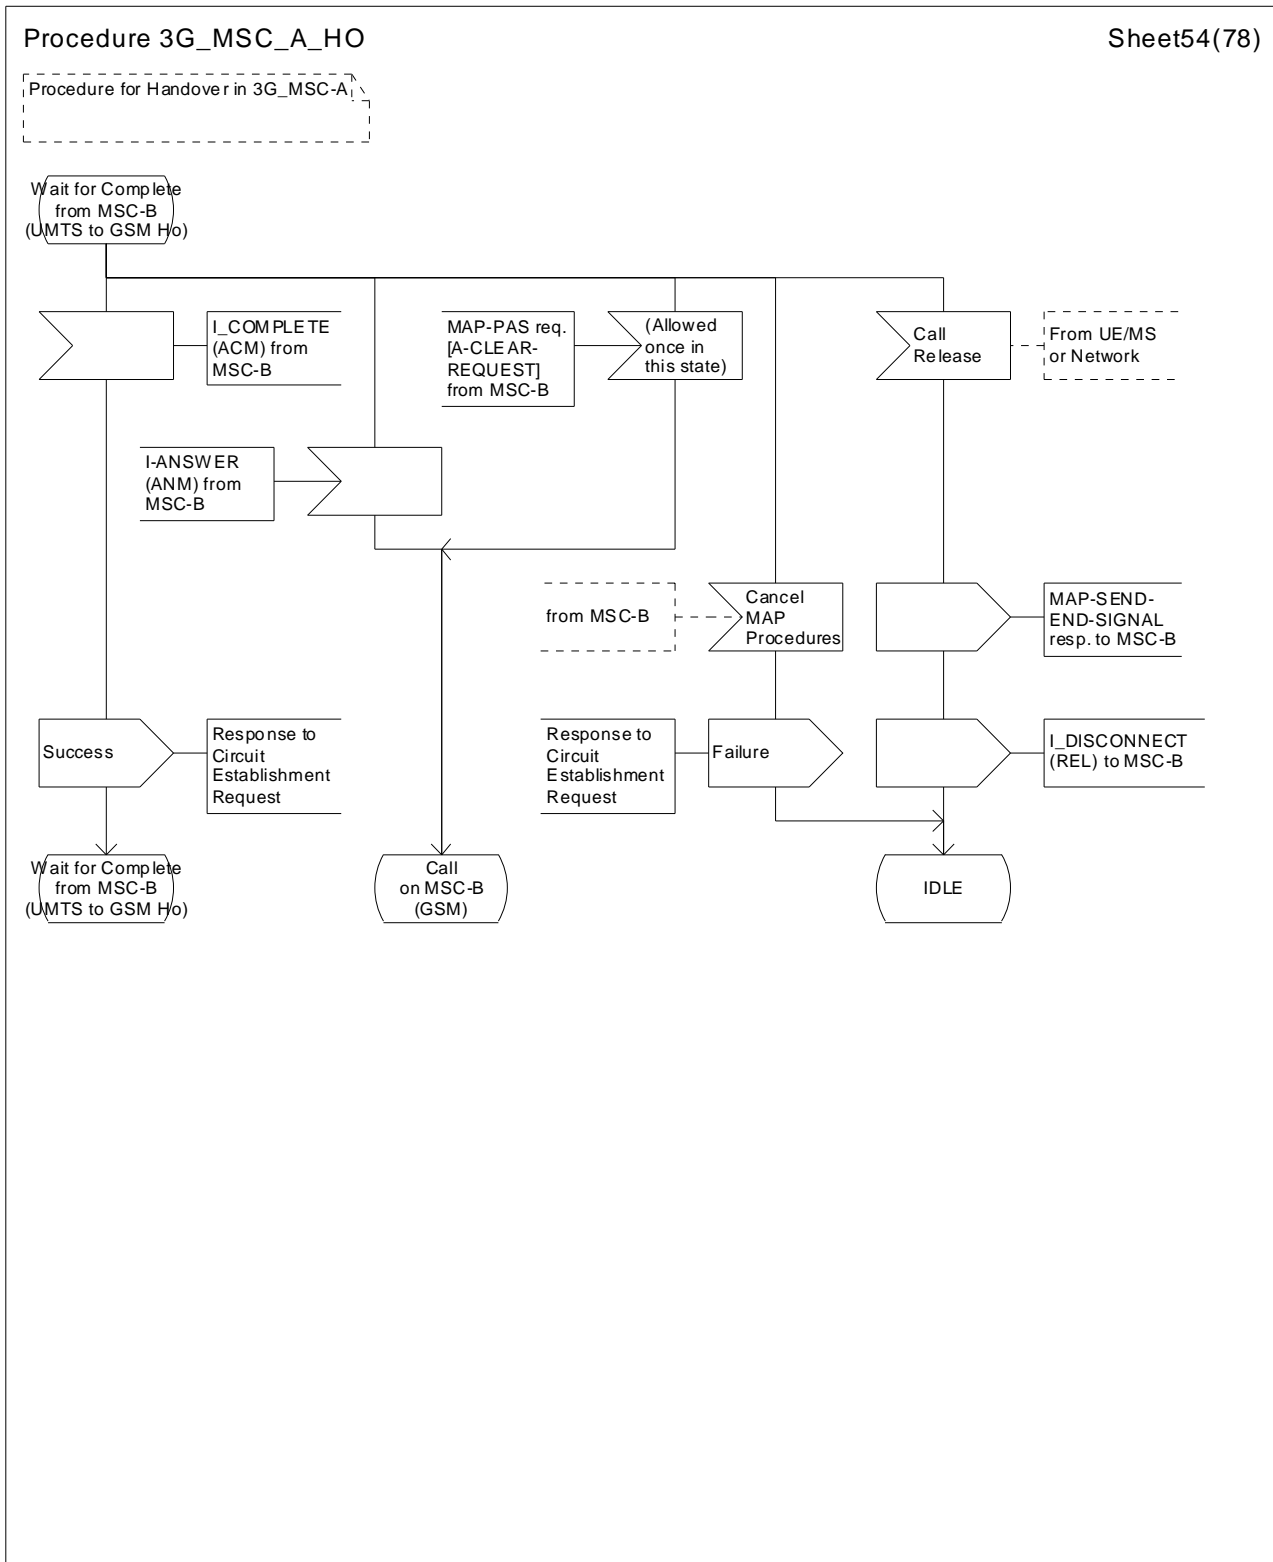 Procedure 3G_MSC_A_HO
Sheet54(78)
Procedure for Handover in 3G_MSC-A
Wait for Complete
from MSC-B
(UMTS to GSM Ho)
I_COMPLETE
(ACM) from
MSC-B
MAP-PAS req.
[A-CLEAR-
REQUEST]
from MSC-B
(Allowed
once in
this state)
Call
Release
From UE/MS
or Network
I-ANSWER
(ANM) from
MSC-B
from MSC-B
Cancel
MAP
Procedures
MAP-SEND-
END-SIGNAL
resp. to MSC-B
Success
Response to
Circuit
Establishment
Request
Response to
Circuit
Establishment
Request
Failure
I_DISCONNECT
(REL) to MSC-B
Wait for Complete
from MSC-B
(UMTS to GSM Ho)
Call
on MSC-B
(GSM)
IDLE